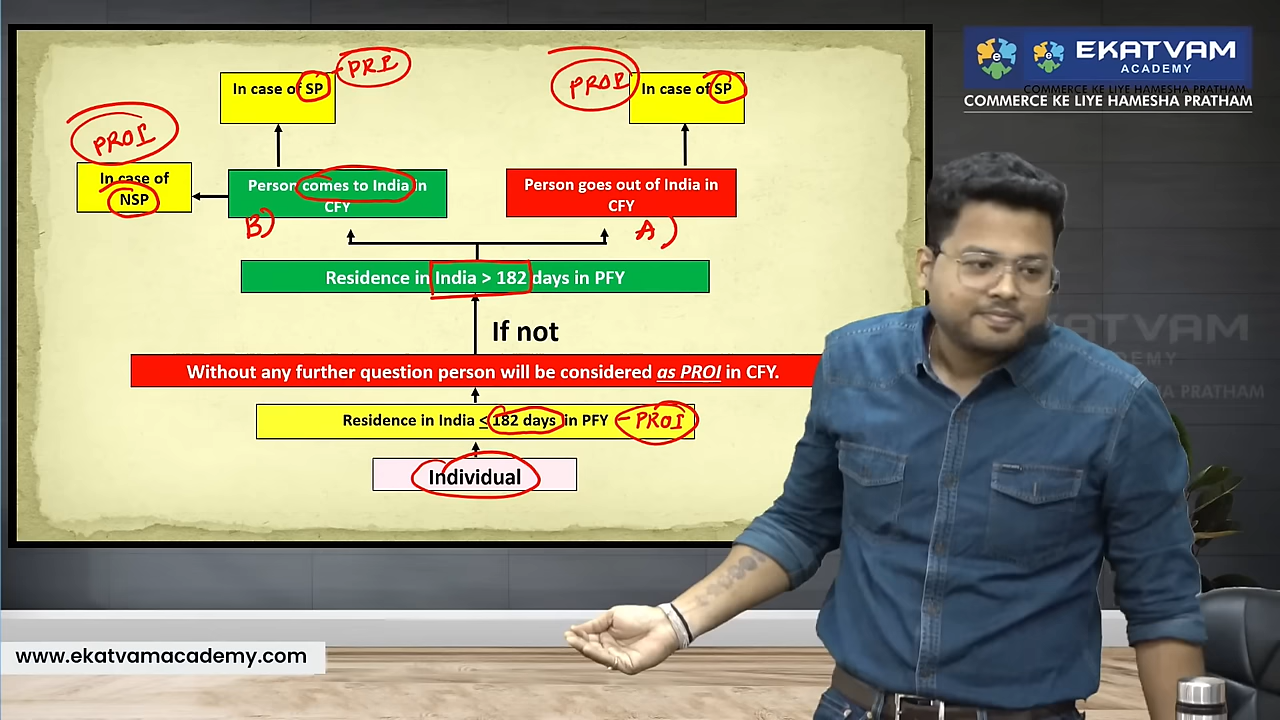 In case of SP
PRI
PROI
In case of SP
PROI
In case of
NSP
Person comes to India in
CFY
B)
Person goes out of India in
CFY
A)
Residence in India > 182 days in PFY
If not
Without any further question person will be considered as PROI in CFY.
Residence in India ≤ 182 days in PFY
- PROI
Individual
EKATVAM
ACADEMY
COMMERCE KE LIYE HAMESHA PRATHAM
www.ekatvamacademy.com